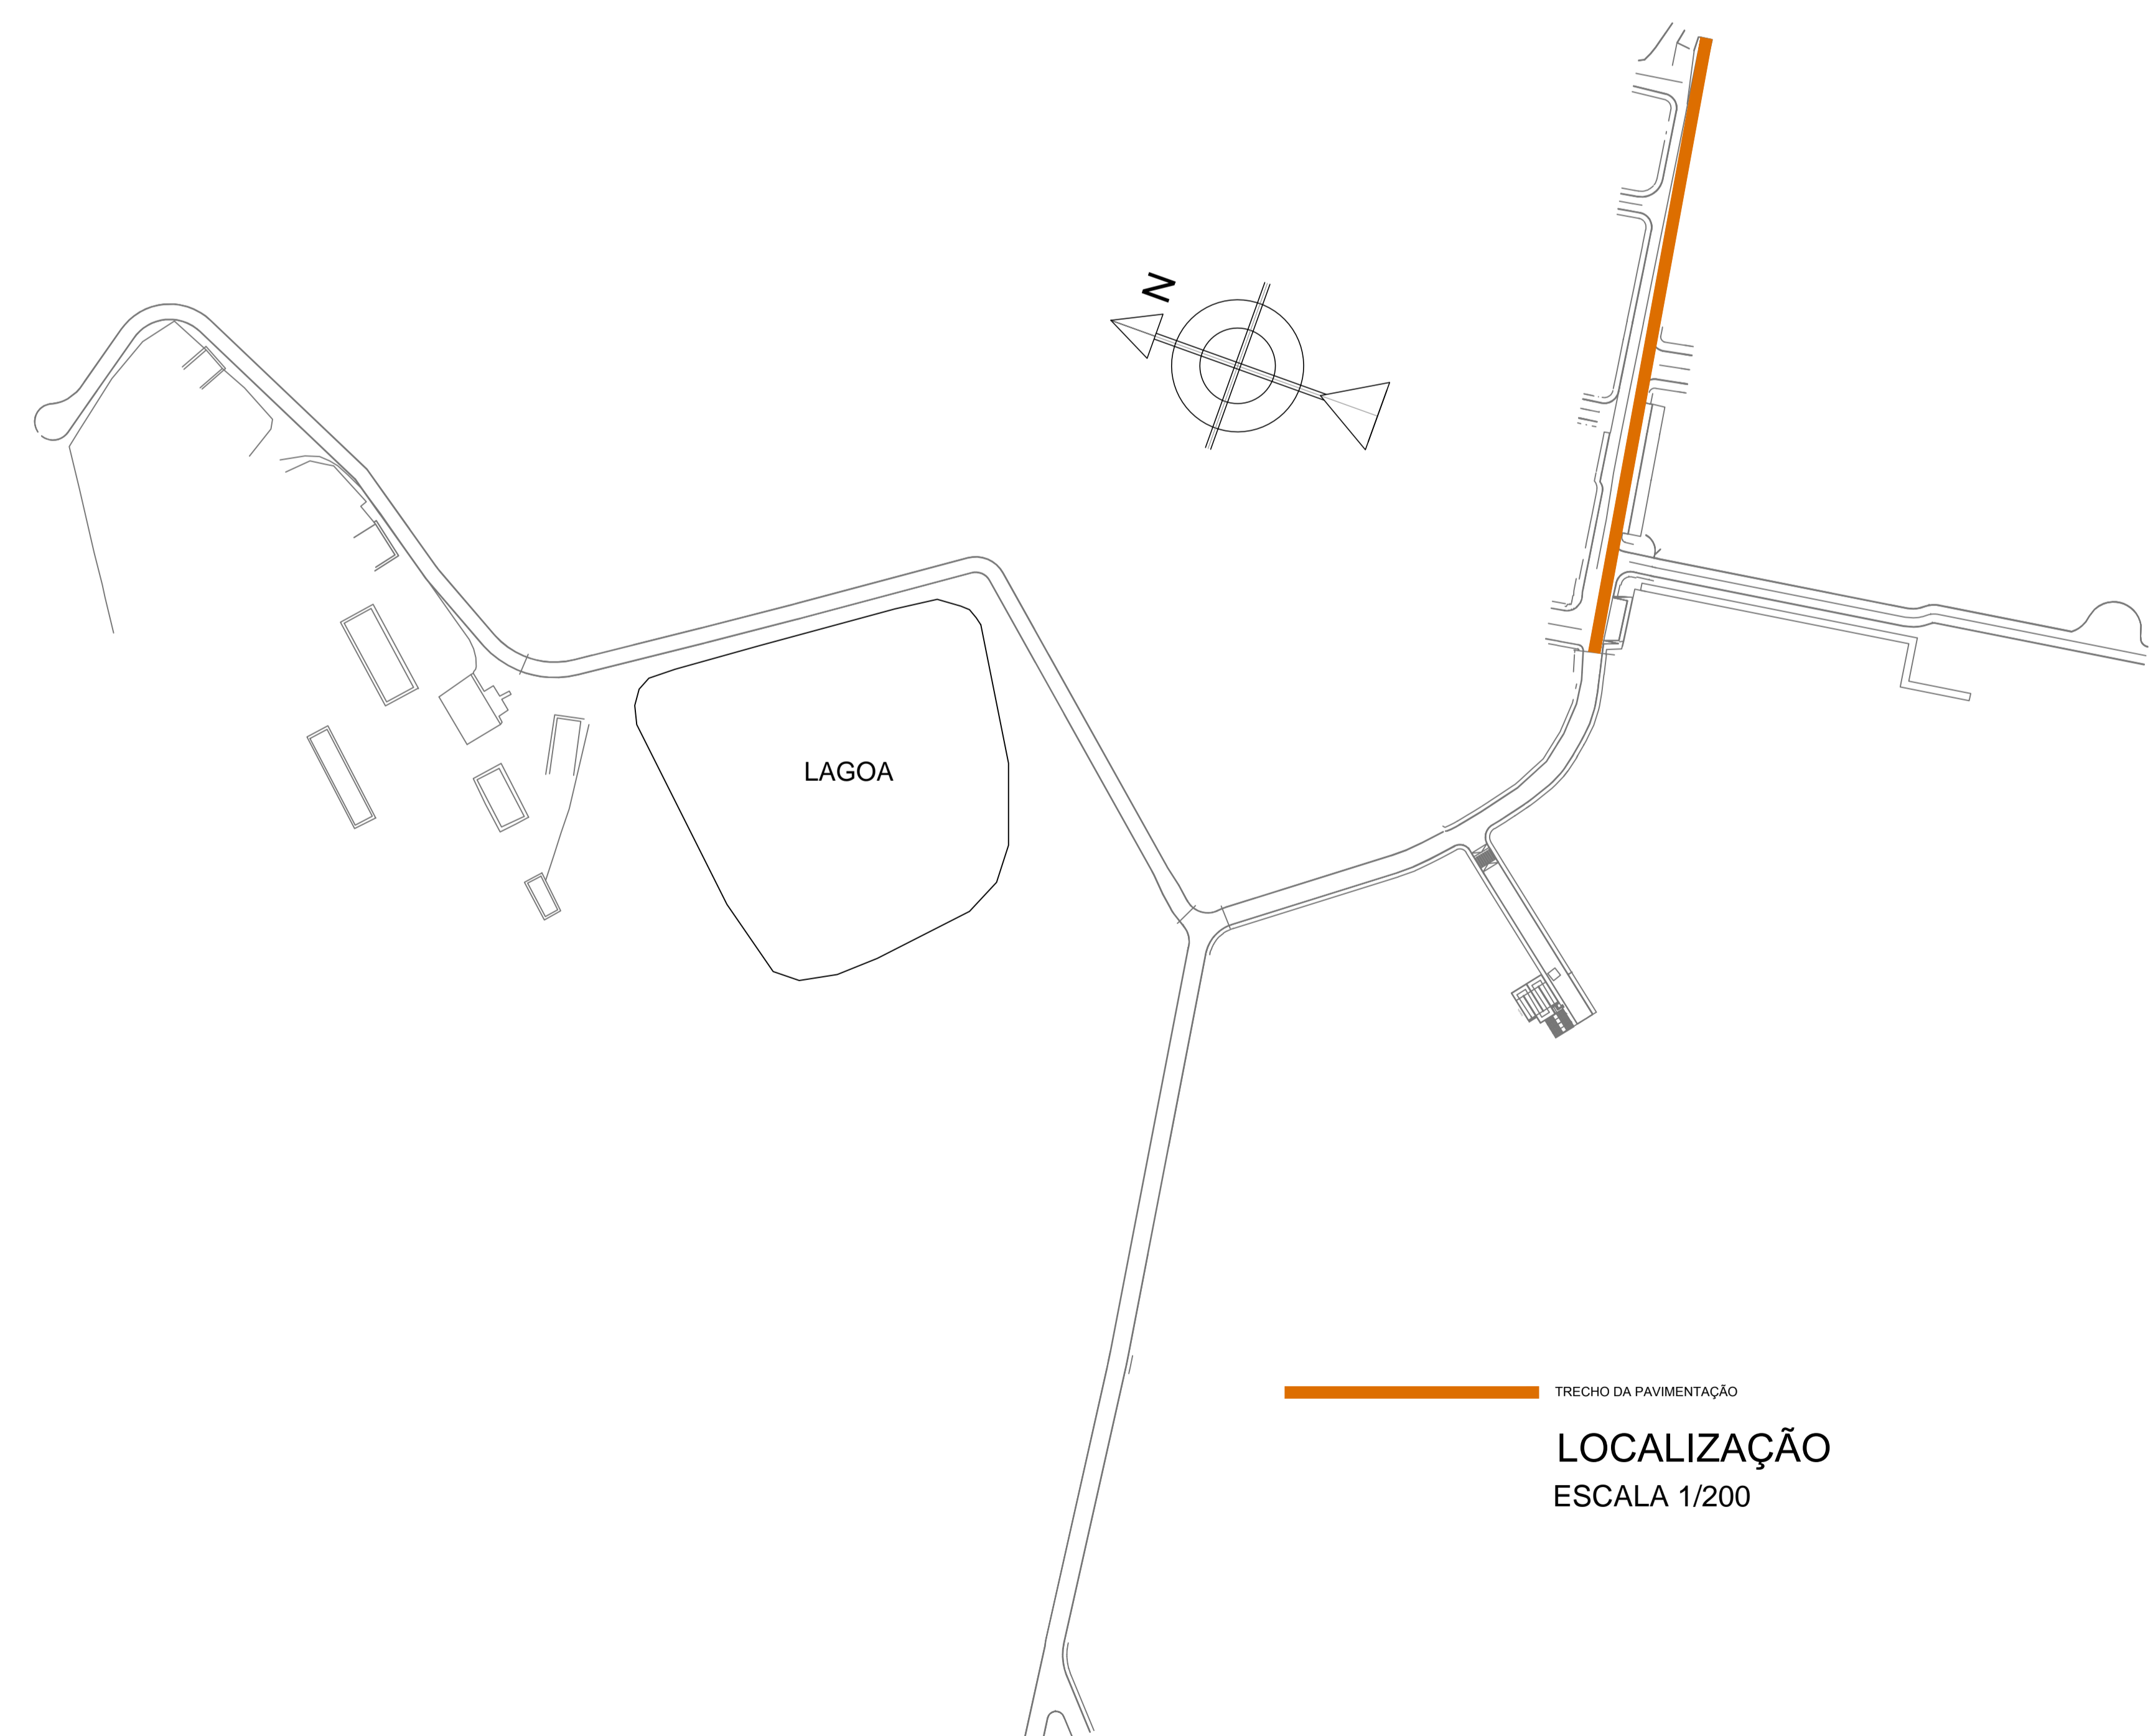 N
LAGOA
TRECHO DA PAVIMENTAÇÃO
LOCALIZAÇÃO
ESCALA 1/200